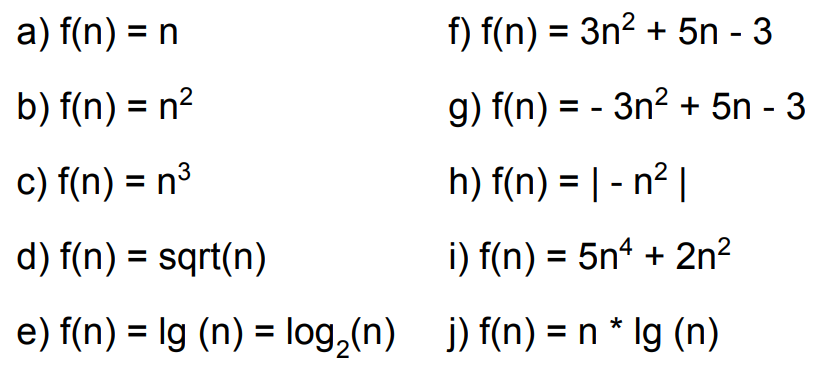 a) f(n) = n
b) f(n) = n²
c) f(n) = n³
d) f(n) = sqrt(n)
e) f(n) = lg (n) = log₂(n)
f) f(n) = 3n² + 5n - 3
g) f(n) = - 3n² + 5n - 3
h) f(n) = | - n² |
i) f(n) = 5n⁴ + 2n²
j) f(n) = n * lg (n)